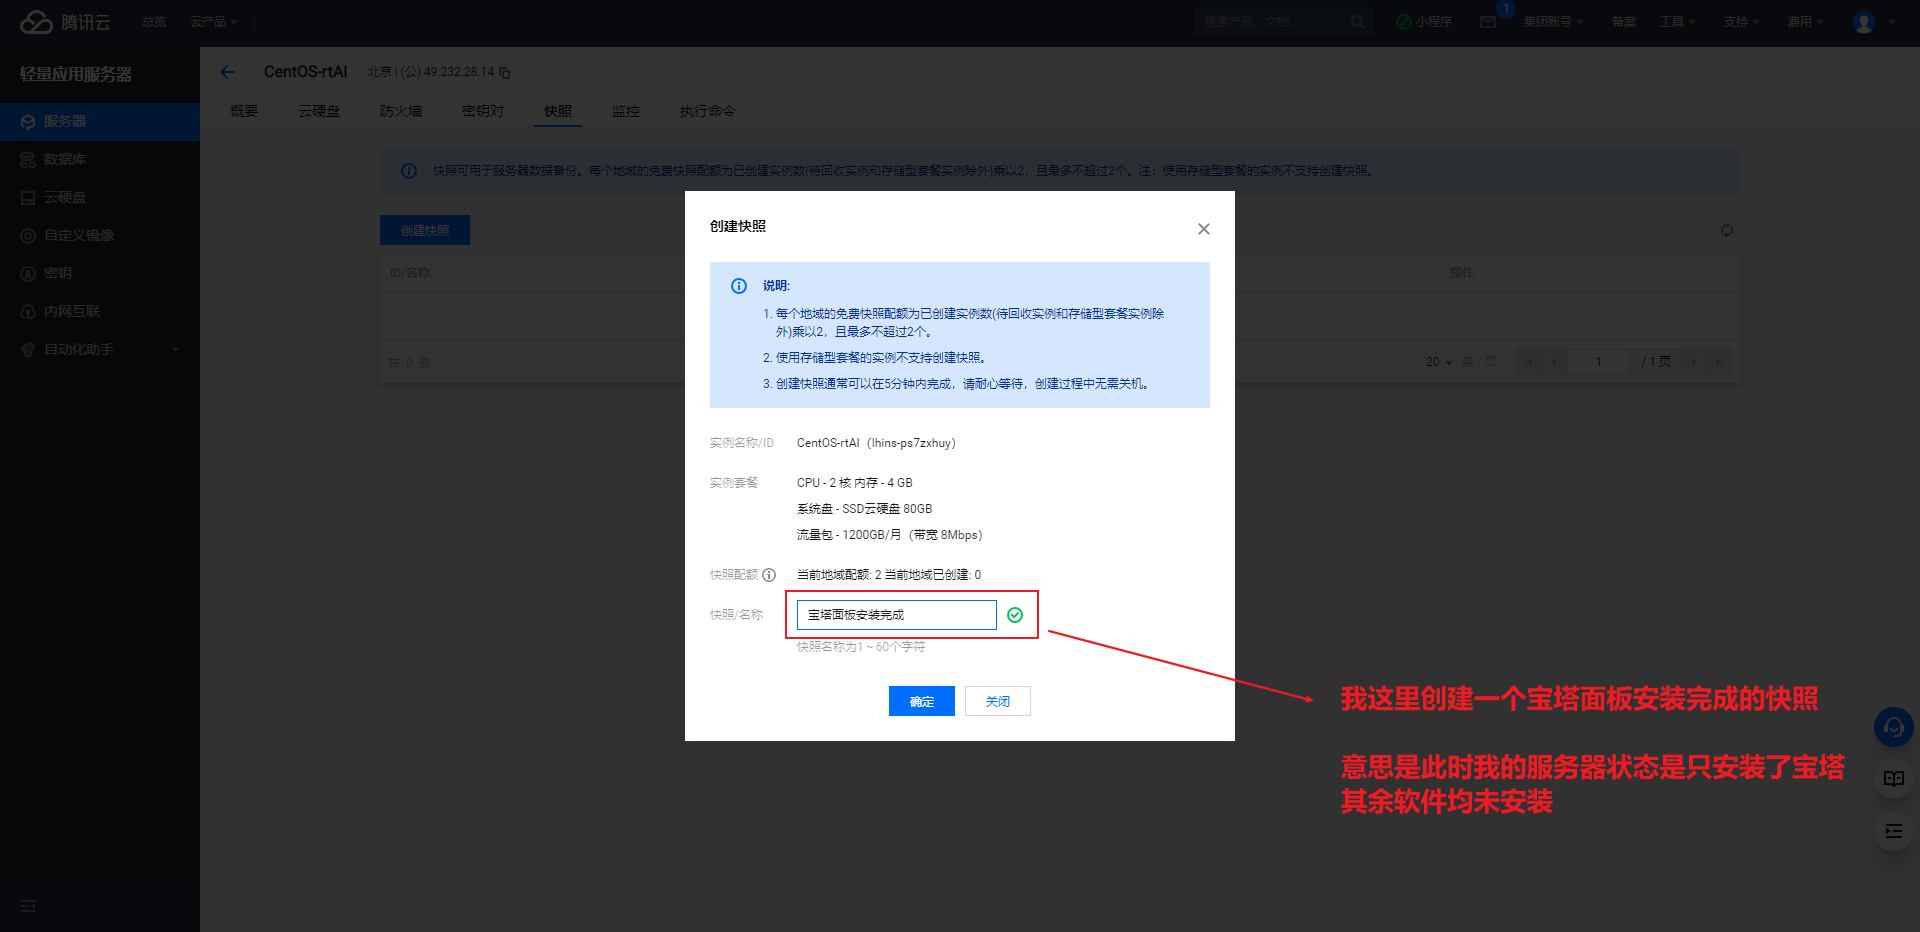 腾讯云
总览
云产品
搜索产品、文档...
小程序
1
集团账号
备案
工具
支持
费用
轻量应用服务器
服务器
数据库
云硬盘
自定义镜像
密钥
内网互联
自动化助手
CentOS-rtAI
北京 | (公) 49.232.28.14
概要
云硬盘
防火墙
密钥对
快照
监控
执行命令
快照可用于服务器数据备份。每个地域的免费快照配额为已创建实例数(待回收实例和存储型套餐实例除外)乘以2，且最多不超过2个。注：使用存储型套餐的实例不支持创建快照。
创建快照
ID/名称
操作
共 0 条
20
条 / 页
1
/ 1 页
创建快照
说明:
1. 每个地域的免费快照配额为已创建实例数(待回收实例和存储型套餐实例除
外)乘以2，且最多不超过2个。
2. 使用存储型套餐的实例不支持创建快照。
3. 创建快照通常可以在5分钟内完成，请耐心等待，创建过程中无需关机。
实例名称/ID
CentOS-rtAI（lhins-ps7zxhuy）
实例套餐
CPU - 2 核 内存 - 4 GB
系统盘 - SSD云硬盘 80GB
流量包 - 1200GB/月（带宽 8Mbps）
快照配额
当前地域配额: 2 当前地域已创建: 0
快照/名称
宝塔面板安装完成
快照名称为1 ~ 60个字符
确定
关闭
我这里创建一个宝塔面板安装完成的快照
意思是此时我的服务器状态是只安装了宝塔
其余软件均未安装